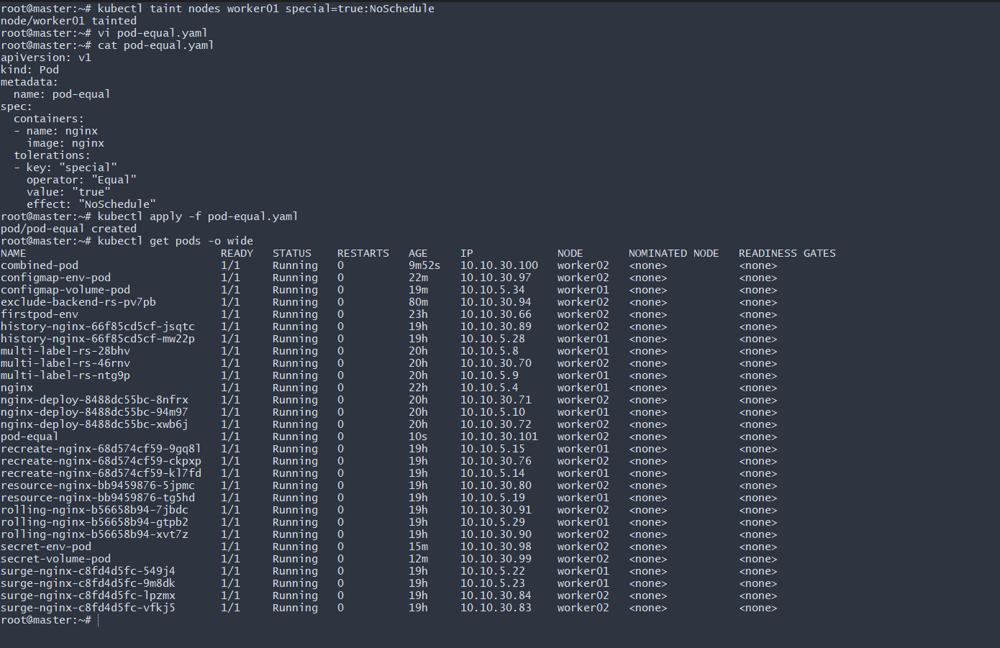 root@master:~# kubectl taint nodes worker01 special=true:NoSchedule
node/worker01 tainted
root@master:~# vi pod-equal.yaml
root@master:~# cat pod-equal.yaml
apiVersion: v1
kind: Pod
metadata:
  name: pod-equal
spec:
  containers:
  - name: nginx
    image: nginx
  tolerations:
  - key: "special"
    operator: "Equal"
    value: "true"
    effect: "NoSchedule"
root@master:~# kubectl apply -f pod-equal.yaml
pod/pod-equal created
root@master:~# kubectl get pods -o wide
NAME                              READY   STATUS    RESTARTS   AGE     IP             NODE       NOMINATED NODE   READINESS GATES
combined-pod                      1/1     Running   0          9m52s   10.10.30.100   worker02   <none>           <none>
configmap-env-pod                 1/1     Running   0          22m     10.10.30.97    worker02   <none>           <none>
configmap-volume-pod              1/1     Running   0          19m     10.10.5.34     worker01   <none>           <none>
exclude-backend-rs-pv7pb          1/1     Running   0          80m     10.10.30.94    worker02   <none>           <none>
firstpod-env                      1/1     Running   0          23h     10.10.30.66    worker02   <none>           <none>
history-nginx-66f85cd5cf-jsqtc    1/1     Running   0          19h     10.10.30.89    worker02   <none>           <none>
history-nginx-66f85cd5cf-mw22p    1/1     Running   0          19h     10.10.5.28     worker01   <none>           <none>
multi-label-rs-28bhv              1/1     Running   0          20h     10.10.5.8      worker01   <none>           <none>
multi-label-rs-46rnv              1/1     Running   0          20h     10.10.30.70    worker02   <none>           <none>
multi-label-rs-ntg9p              1/1     Running   0          20h     10.10.5.9      worker01   <none>           <none>
nginx                             1/1     Running   0          22h     10.10.5.4      worker01   <none>           <none>
nginx-deploy-8488dc55bc-8nfrx     1/1     Running   0          20h     10.10.30.71    worker02   <none>           <none>
nginx-deploy-8488dc55bc-94m97     1/1     Running   0          20h     10.10.5.10     worker01   <none>           <none>
nginx-deploy-8488dc55bc-xwb6j     1/1     Running   0          20h     10.10.30.72    worker02   <none>           <none>
pod-equal                         1/1     Running   0          10s     10.10.30.101   worker02   <none>           <none>
recreate-nginx-68d574cf59-9gq8l   1/1     Running   0          19h     10.10.5.15     worker01   <none>           <none>
recreate-nginx-68d574cf59-ckpxp   1/1     Running   0          19h     10.10.30.76    worker02   <none>           <none>
recreate-nginx-68d574cf59-kl7fd   1/1     Running   0          19h     10.10.5.14     worker01   <none>           <none>
resource-nginx-bb9459876-5jpmc    1/1     Running   0          19h     10.10.30.80    worker02   <none>           <none>
resource-nginx-bb9459876-tg5hd    1/1     Running   0          19h     10.10.5.19     worker01   <none>           <none>
rolling-nginx-b56658b94-7jbdc     1/1     Running   0          19h     10.10.30.91    worker02   <none>           <none>
rolling-nginx-b56658b94-gtpb2     1/1     Running   0          19h     10.10.5.29     worker01   <none>           <none>
rolling-nginx-b56658b94-xvt7z     1/1     Running   0          19h     10.10.30.90    worker02   <none>           <none>
secret-env-pod                    1/1     Running   0          15m     10.10.30.98    worker02   <none>           <none>
secret-volume-pod                 1/1     Running   0          12m     10.10.30.99    worker02   <none>           <none>
surge-nginx-c8fd4d5fc-549j4       1/1     Running   0          19h     10.10.5.22     worker01   <none>           <none>
surge-nginx-c8fd4d5fc-9m8dk       1/1     Running   0          19h     10.10.5.23     worker01   <none>           <none>
surge-nginx-c8fd4d5fc-lpzmx       1/1     Running   0          19h     10.10.30.84    worker02   <none>           <none>
surge-nginx-c8fd4d5fc-vfkj5       1/1     Running   0          19h     10.10.30.83    worker02   <none>           <none>
root@master:~#